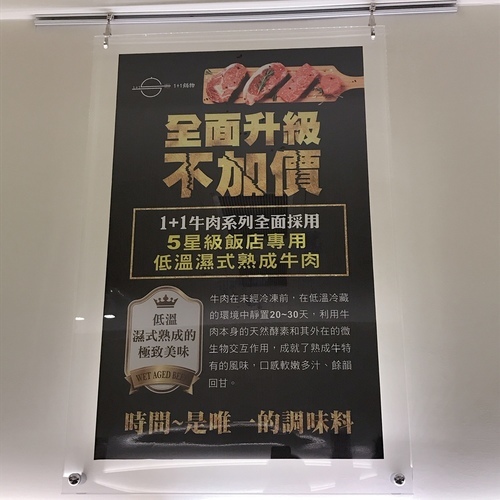 1+1鍋物
全面升級
不加價
1+1牛肉系列全面採用
5星級飯店專用
低溫濕式熟成牛肉
牛肉在未經冷凍前，在低溫冷藏
的環境中靜置20~30天，利用牛
肉本身的天然酵素和其外在的微
生物交互作用，成就了熟成牛特
有的風味，口感軟嫩多汁、餘韻
回甘。
低溫
濕式熟成的
極致美味
WET AGED BEEF
時間~是唯一的調味料